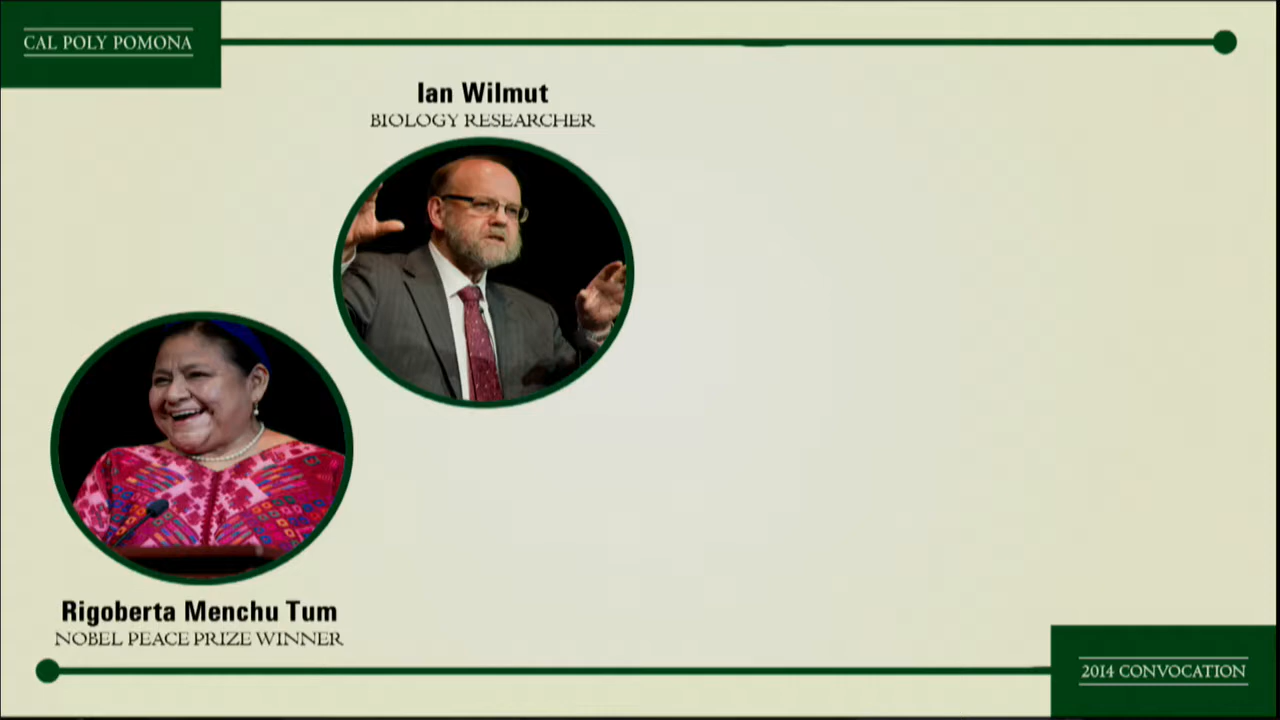 CAL POLY POMONA
Ian Wilmut
BIOLOGY RESEARCHER
Rigoberta Menchu Tum
NOBEL PEACE PRIZE WINNER
2014 CONVOCATION